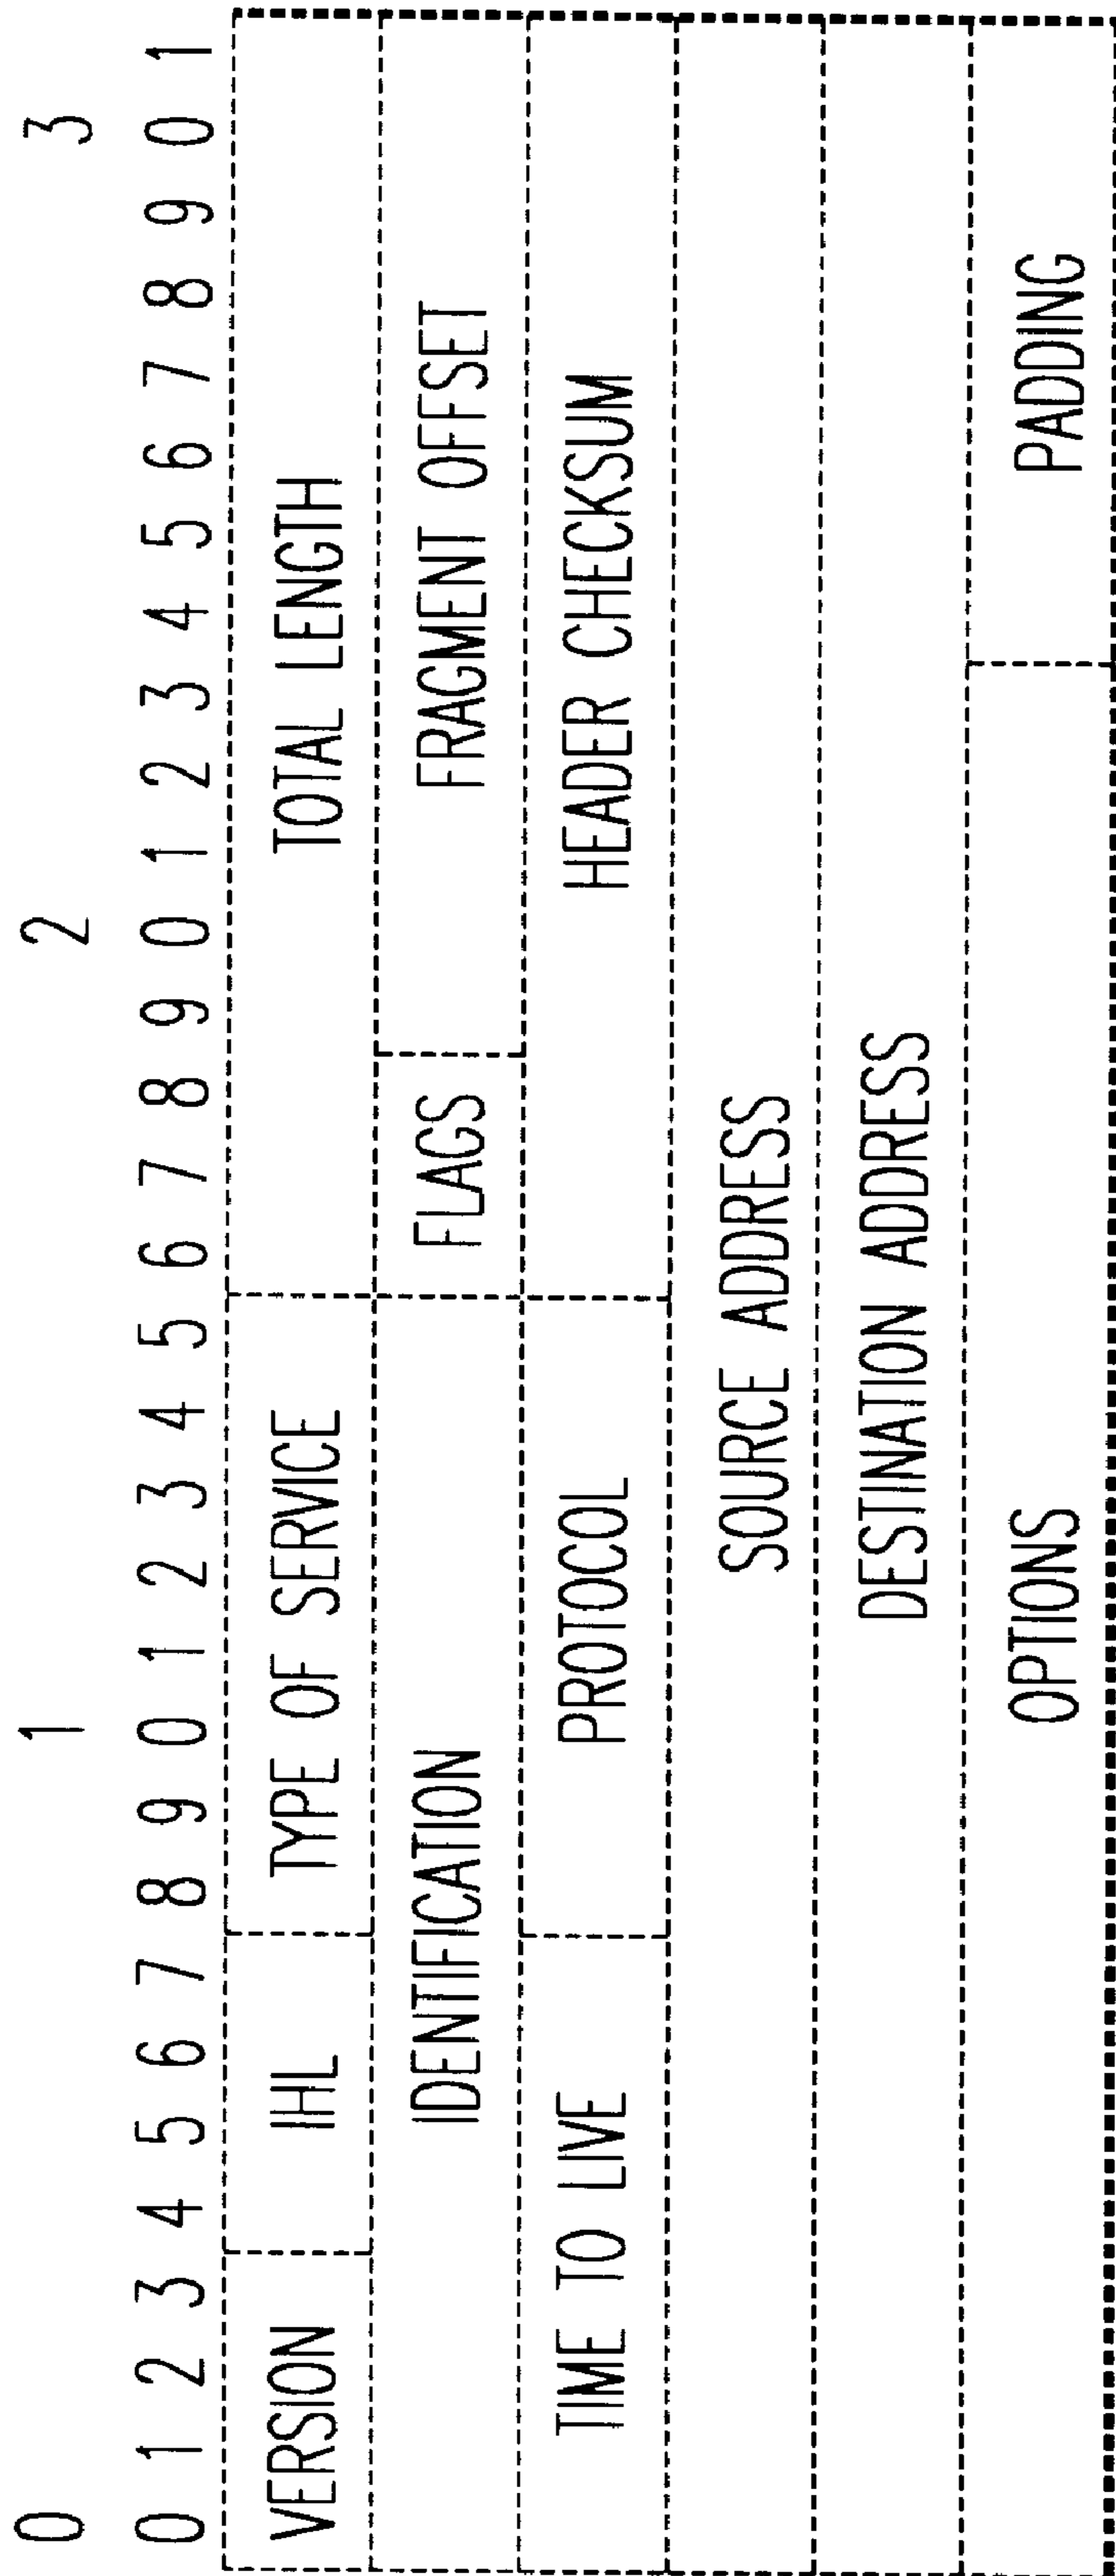 0 1 2 3
0 1 2 3 4 5 6 7 8 9 0 1 2 3 4 5 6 7 8 9 0 1 2 3 4 5 6 7 8 9 0 1
VERSION IHL TYPE OF SERVICE TOTAL LENGTH
IDENTIFICATION FLAGS FRAGMENT OFFSET
TIME TO LIVE PROTOCOL HEADER CHECKSUM
SOURCE ADDRESS
DESTINATION ADDRESS
OPTIONS PADDING